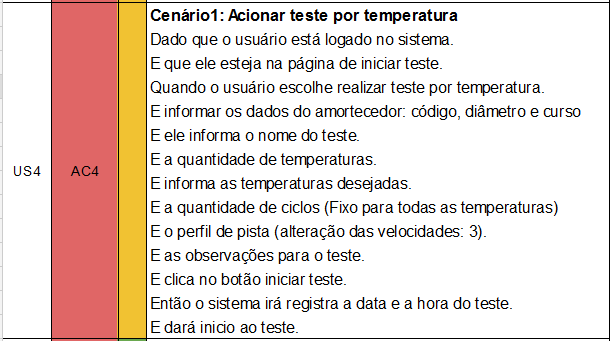 Cenário1: Acionar teste por temperatura
Dado que o usuário está logado no sistema.
E que ele esteja na página de iniciar teste.
Quando o usuário escolhe realizar teste por temperatura.
E informar os dados do amortecedor: código, diâmetro e curso
E ele informa o nome do teste.
E a quantidade de temperaturas.
US4 AC4
E informa as temperaturas desejadas.
E a quantidade de ciclos (Fixo para todas as temperaturas)
E o perfil de pista (alteração das velocidades: 3).
E as observações para o teste.
E clica no botão iniciar teste.
Então o sistema irá registra a data e a hora do teste.
E dará inicio ao teste.